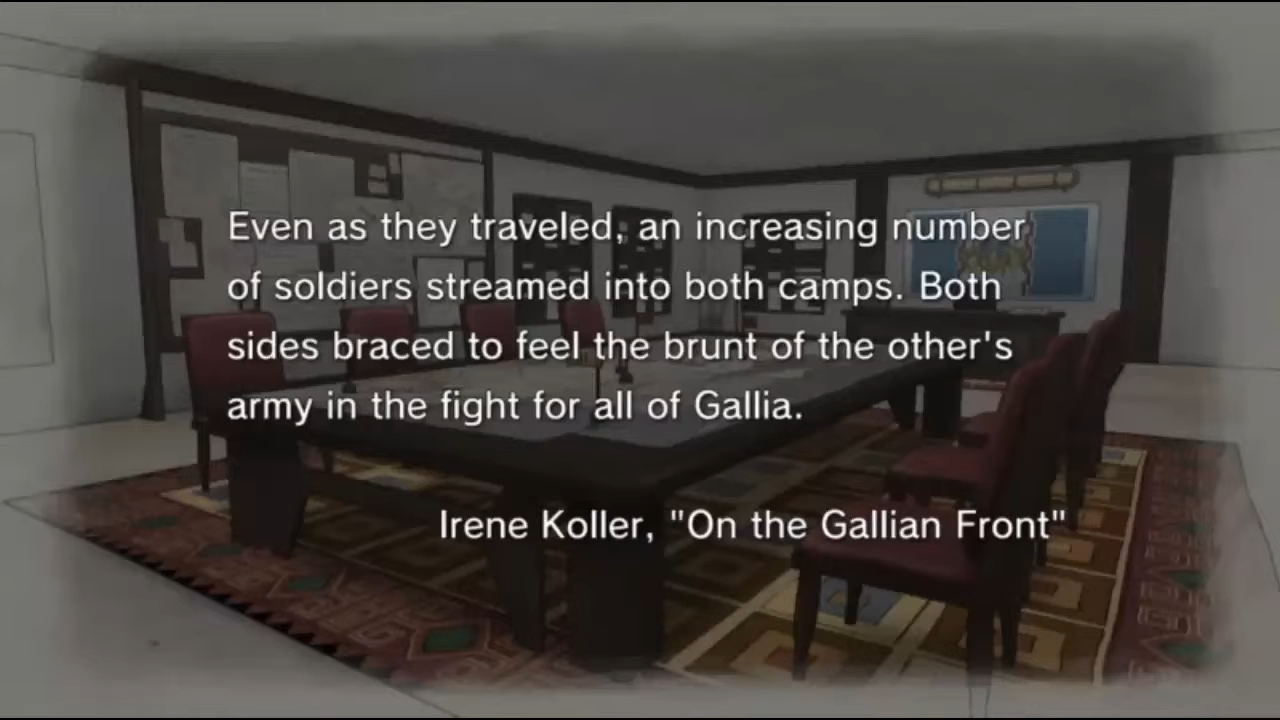 Even as they traveled, an increasing number
of soldiers streamed into both camps. Both
sides braced to feel the brunt of the other's
army in the fight for all of Gallia.
Irene Koller, "On the Gallian Front"